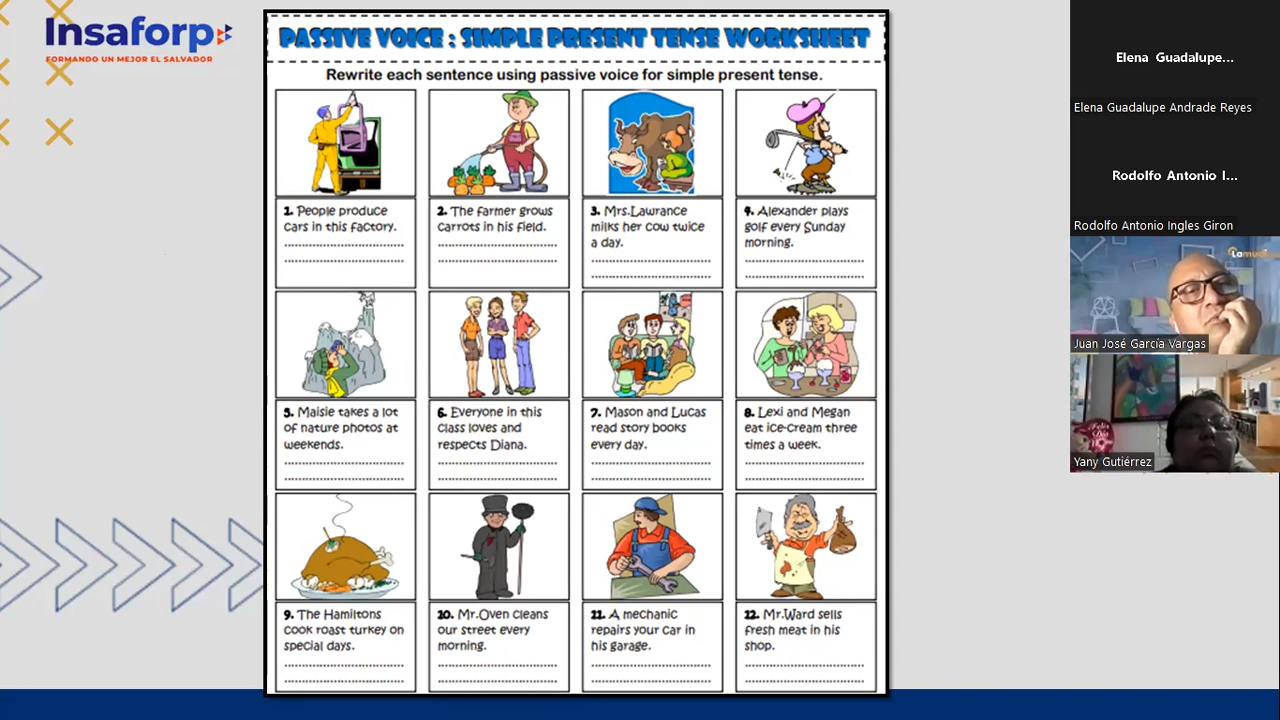 Insaforp
FORMANDO UN MEJOR EL SALVADOR
PASSIVE VOICE : SIMPLE PRESENT TENSE WORKSHEET
Rewrite each sentence using passive voice for simple present tense.
1. People produce
cars in this factory.
2. The farmer grows
carrots in his field.
3. Mrs.Lawrance
milks her cow twice
a day.
4. Alexander plays
golf every Sunday
morning.
5. Maisie takes a lot
of nature photos at
weekends.
6. Everyone in this
class loves and
respects Diana.
7. Mason and Lucas
read story books
every day.
8. Lexi and Megan
eat ice-cream three
times a week.
9. The Hamiltons
cook roast turkey on
special days.
10. Mr.Oven cleans
our street every
morning.
11. A mechanic
repairs your car in
his garage.
12. Mr.Ward sells
fresh meat in his
shop.
Elena Guadalupe...
Elena Guadalupe Andrade Reyes
Rodolfo Antonio I...
Rodolfo Antonio Ingles Giron
Juan José García Vargas
Yany Gutiérrez